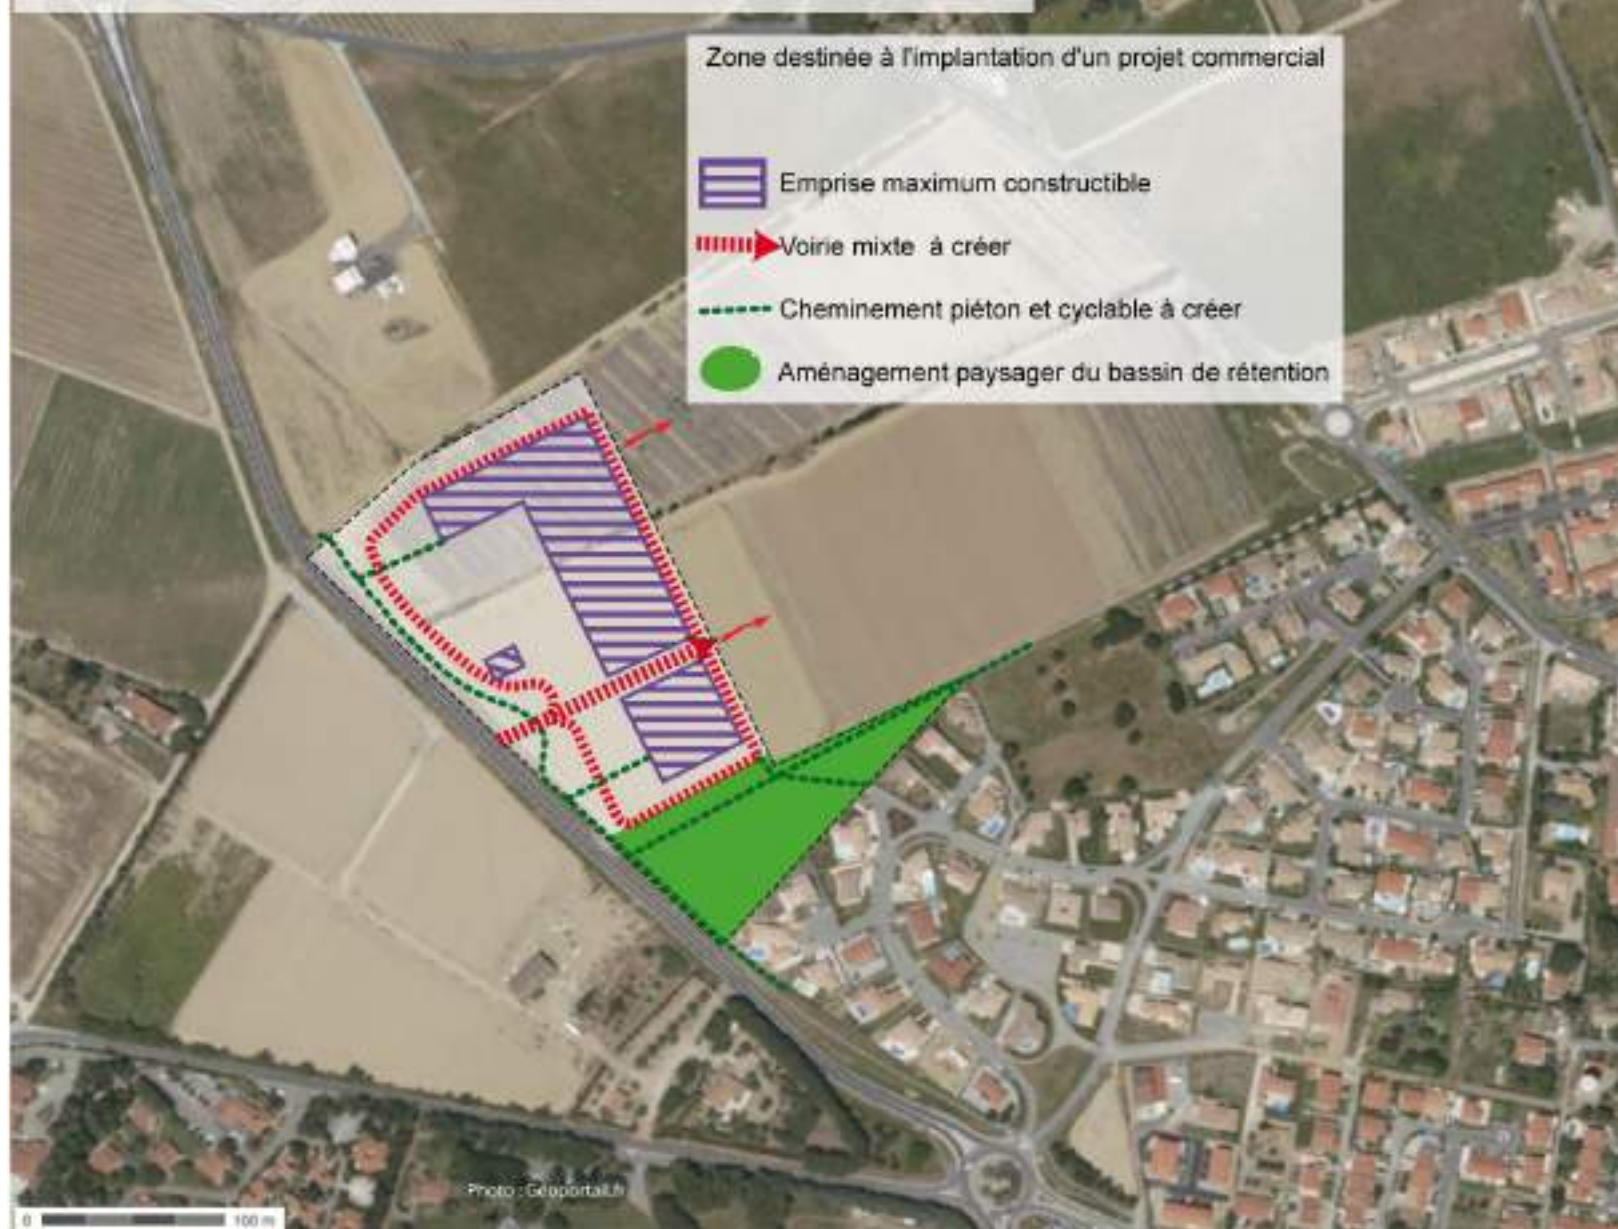 Zone destinée à l'implantation d'un projet commercial
Emprise maximum constructible
Voirie mixte à créer
Cheminement piéton et cyclable à créer
Aménagement paysager du bassin de rétention
Photo : Géoportail.fr
0 100 m